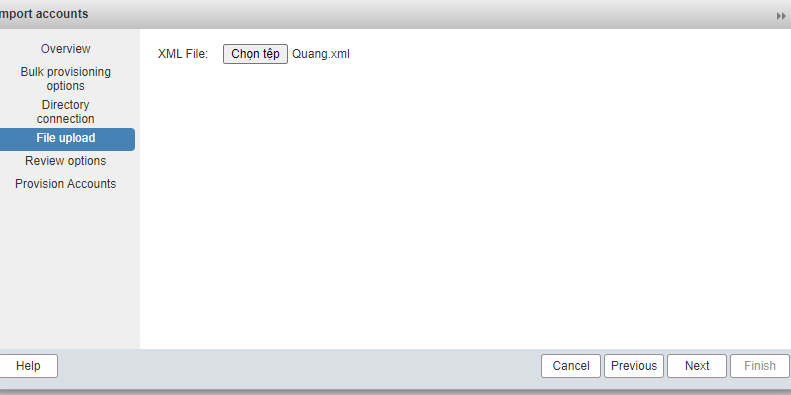 mport accounts
Overview
Bulk provisioning
options
Directory
connection
File upload
Review options
Provision Accounts
XML File: Chọn tệp Quang.xml
Help Cancel Previous Next Finish